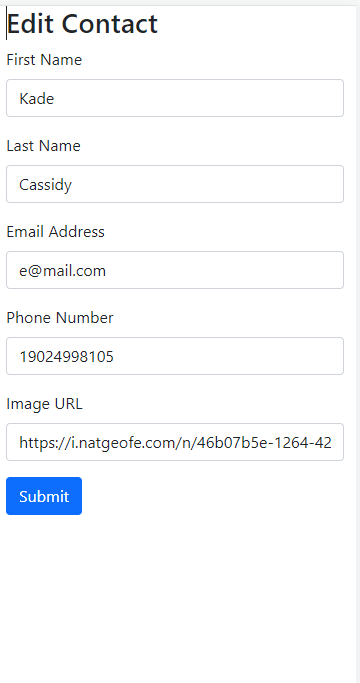 Edit Contact
First Name
Kade
Last Name
Cassidy
Email Address
e@mail.com
Phone Number
19024998105
Image URL
https://i.natgeofe.com/n/46b07b5e-1264-42
Submit